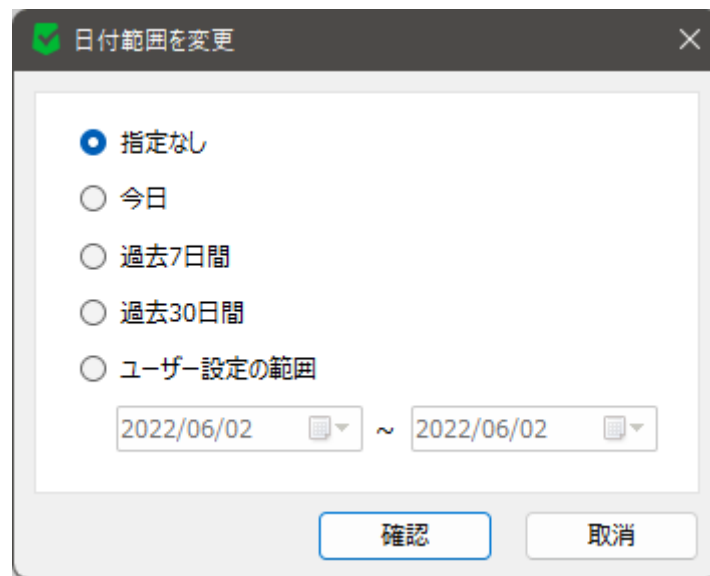 日付範囲を変更
指定なし
今日
過去7日間
過去30日間
ユーザー設定の範囲
2022/06/02 ~ 2022/06/02
確認 取消